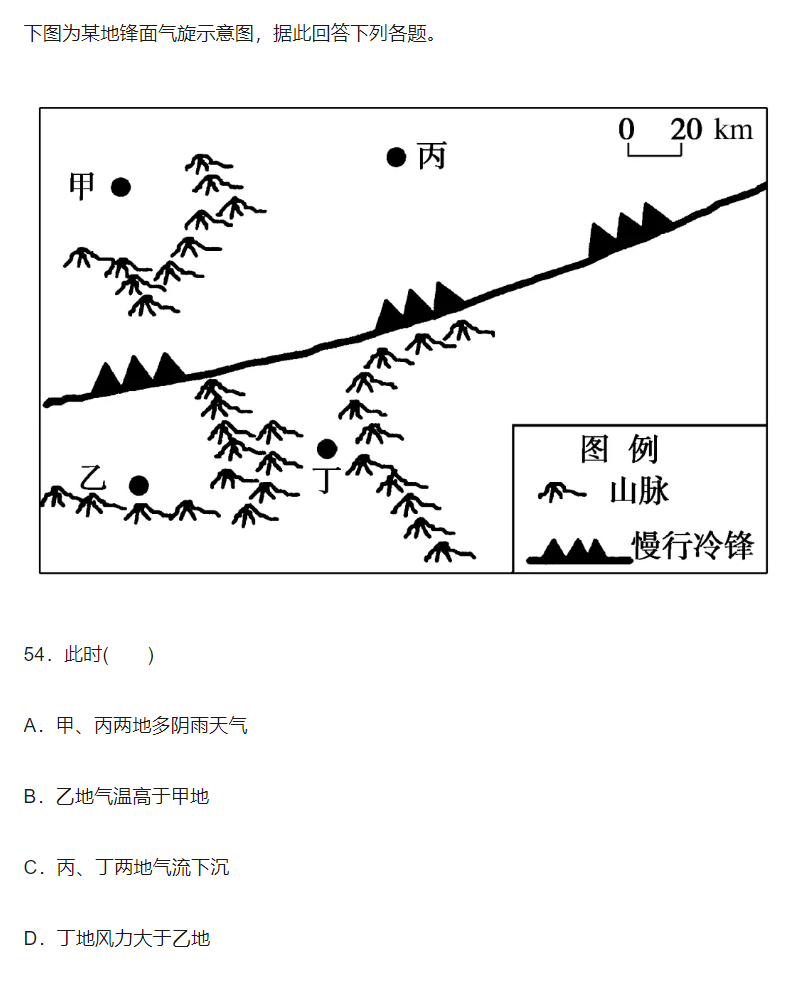 下图为某地锋面气旋示意图，据此回答下列各题。
0 20 km
甲
丙
乙
丁
图 例
山脉
慢行冷锋
54．此时(　　)
A．甲、丙两地多阴雨天气
B．乙地气温高于甲地
C．丙、丁两地气流下沉
D．丁地风力大于乙地